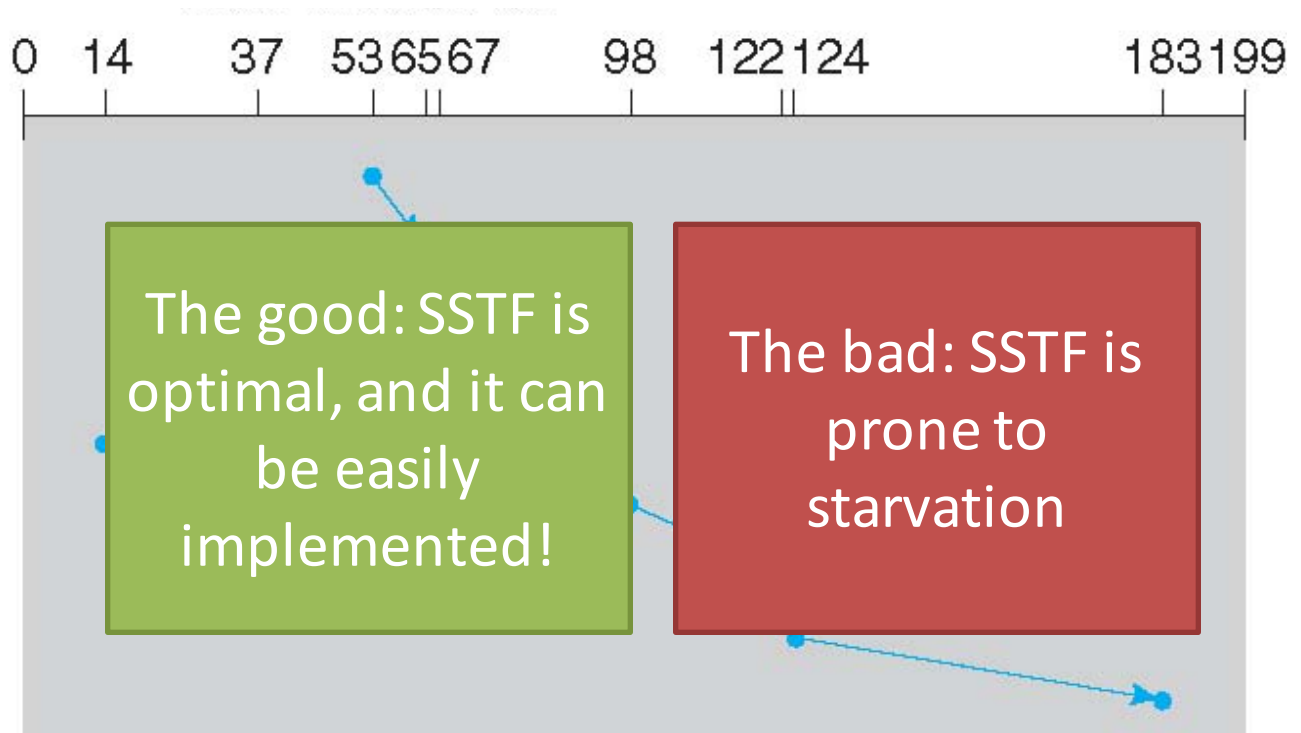 0 14 37 53 65 67 98 122 124 183 199
The good: SSTF is
optimal, and it can
be easily
implemented!
The bad: SSTF is
prone to
starvation